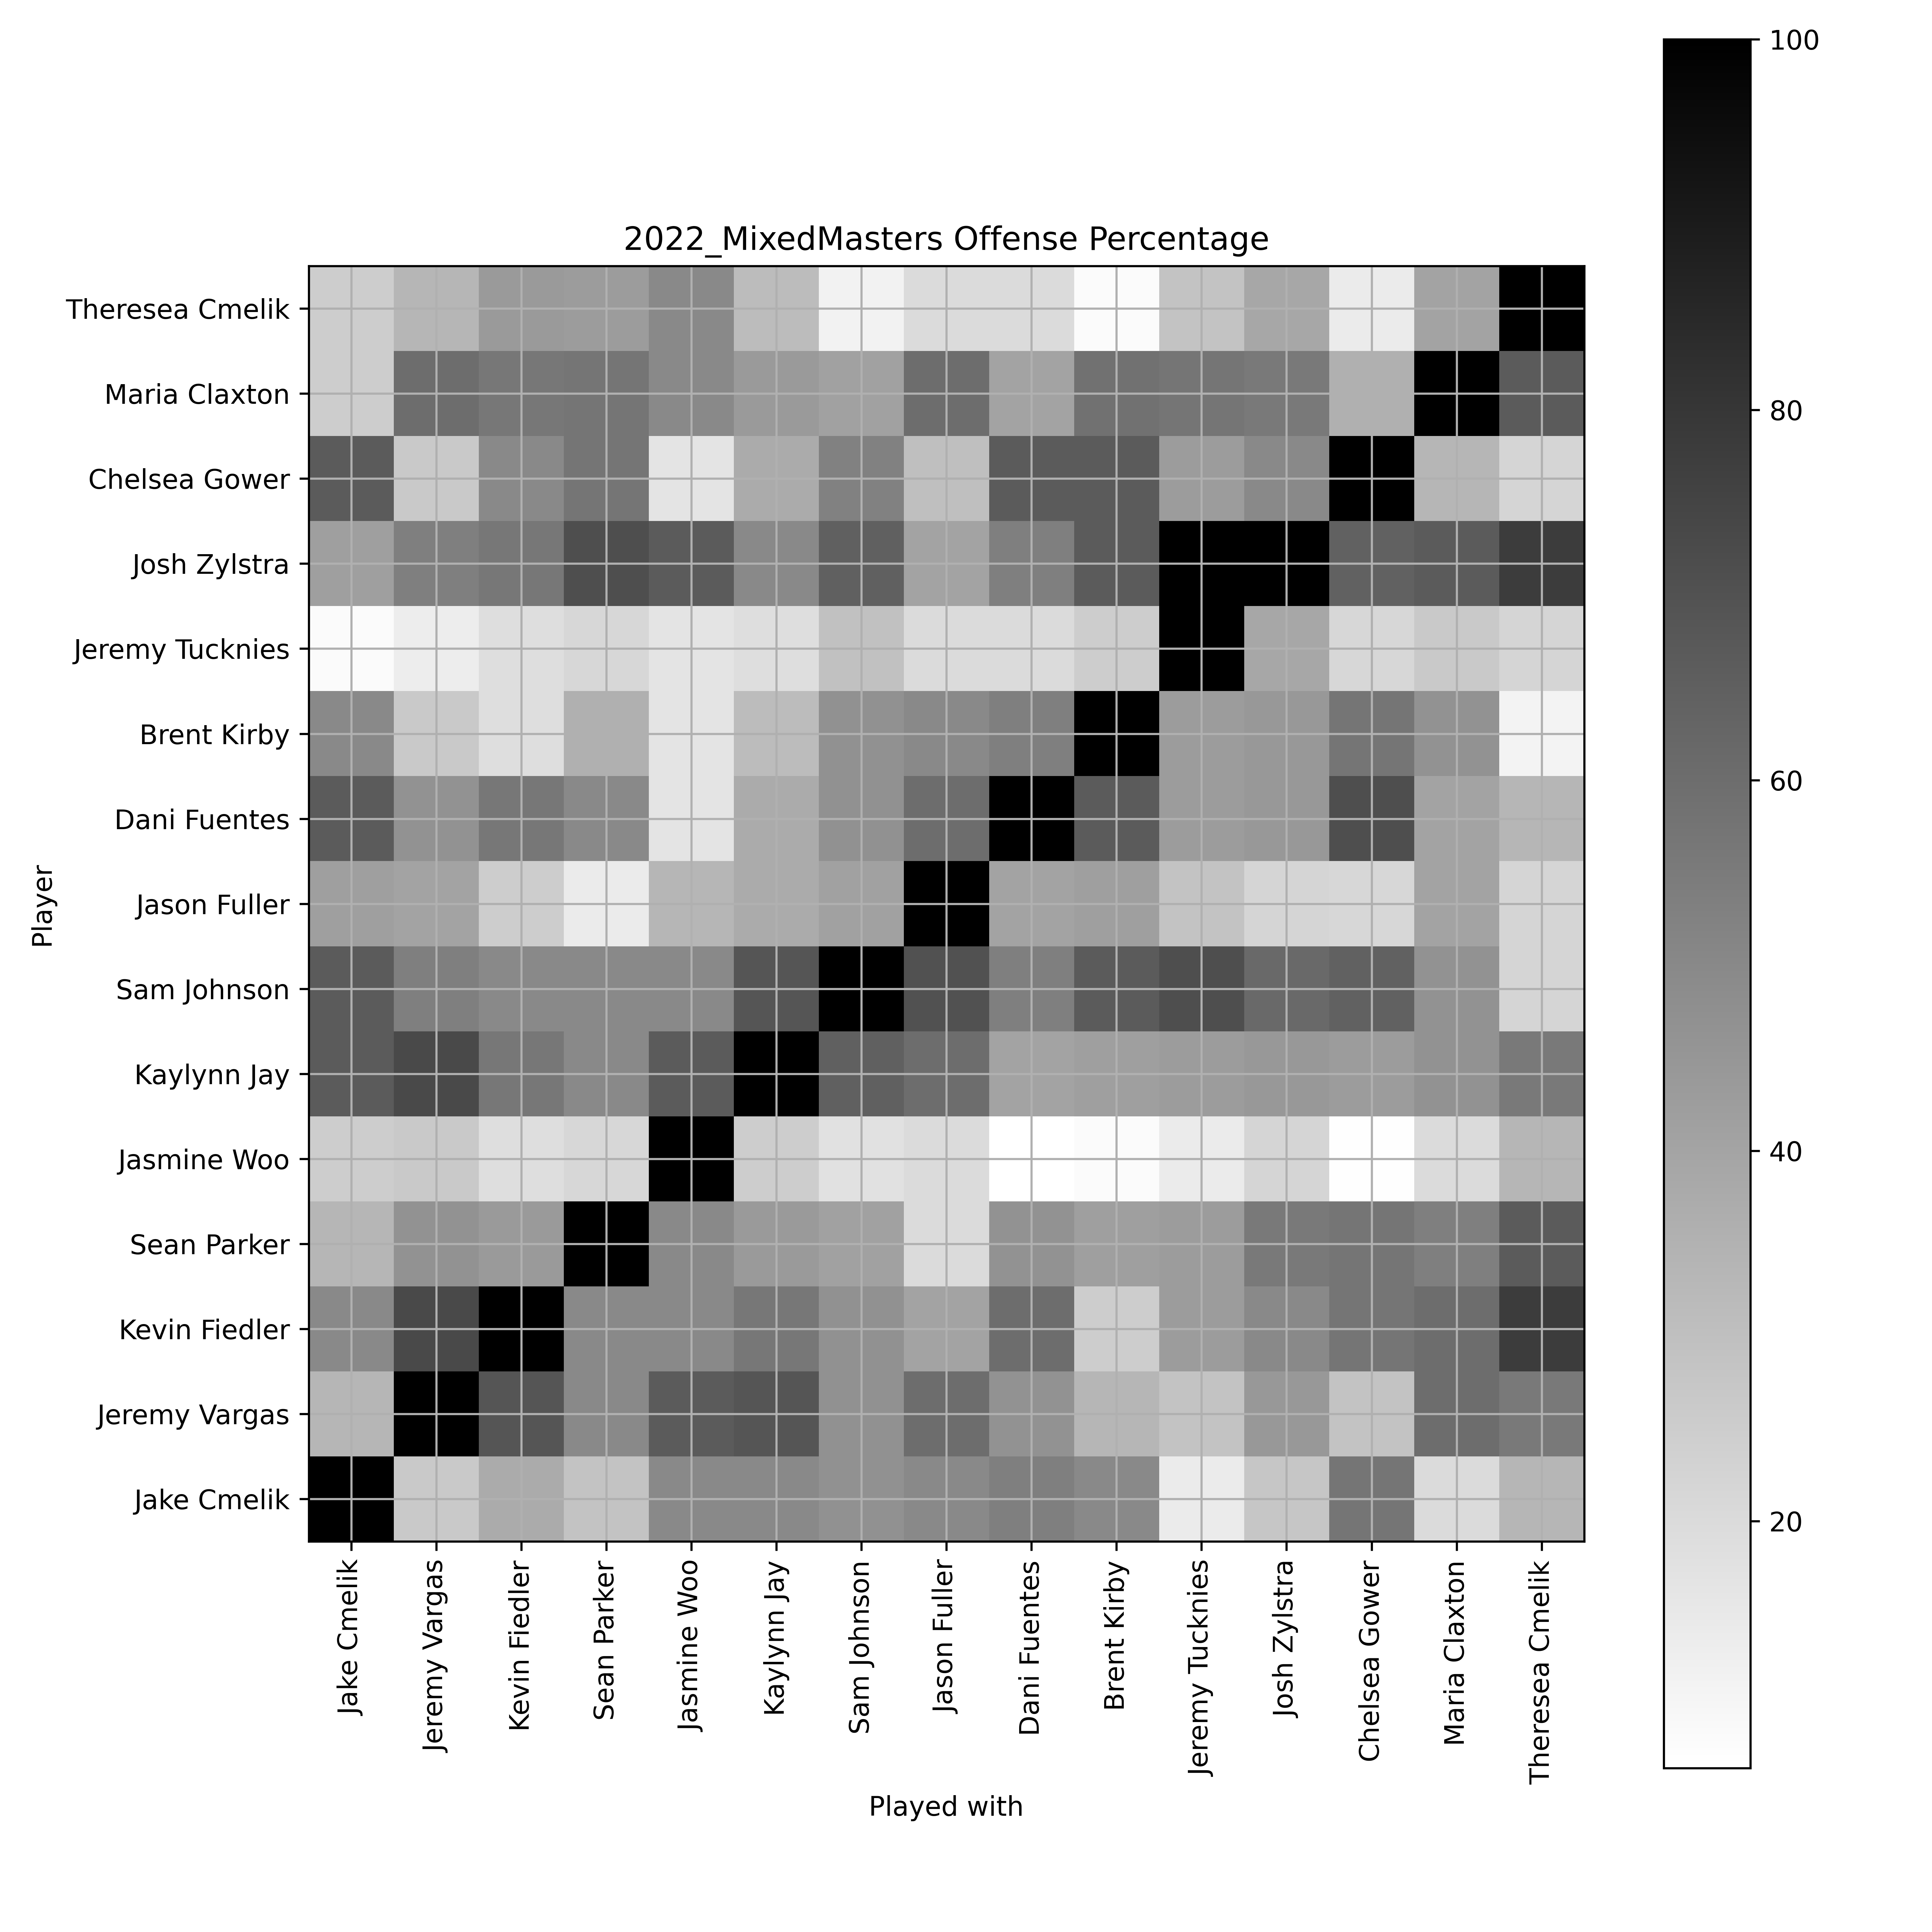 2022_MixedMasters Offense Percentage
Player
Theresea Cmelik
Maria Claxton
Chelsea Gower
Josh Zylstra
Jeremy Tucknies
Brent Kirby
Dani Fuentes
Jason Fuller
Sam Johnson
Kaylynn Jay
Jasmine Woo
Sean Parker
Kevin Fiedler
Jeremy Vargas
Jake Cmelik
Jake Cmelik
Jeremy Vargas
Kevin Fiedler
Sean Parker
Jasmine Woo
Kaylynn Jay
Sam Johnson
Jason Fuller
Dani Fuentes
Brent Kirby
Jeremy Tucknies
Josh Zylstra
Chelsea Gower
Maria Claxton
Theresea Cmelik
Played with
100
80
60
40
20